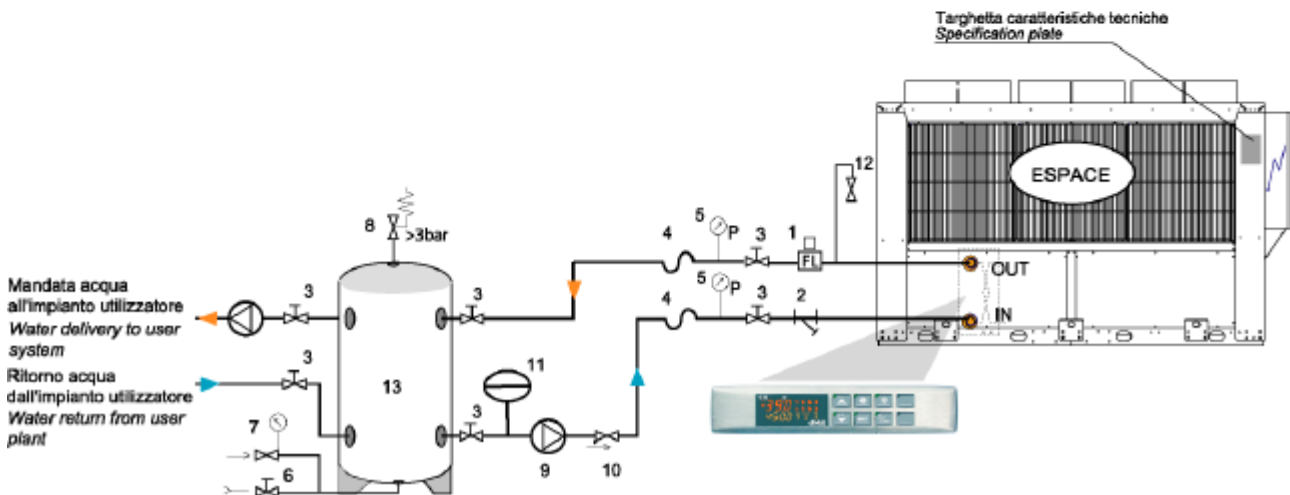 Targhetta caratteristiche tecniche
Specification plate
ESPACE
12
8
>3bar
5
P
3
1
4
FL
OUT
Mandata acqua
all'impianto utilizzatore
Water delivery to user
system
3
3
5
P
3
2
4
IN
Ritorno acqua
dall'impianto utilizzatore
Water return from user
plant
3
13
11
3
7
9
10
6